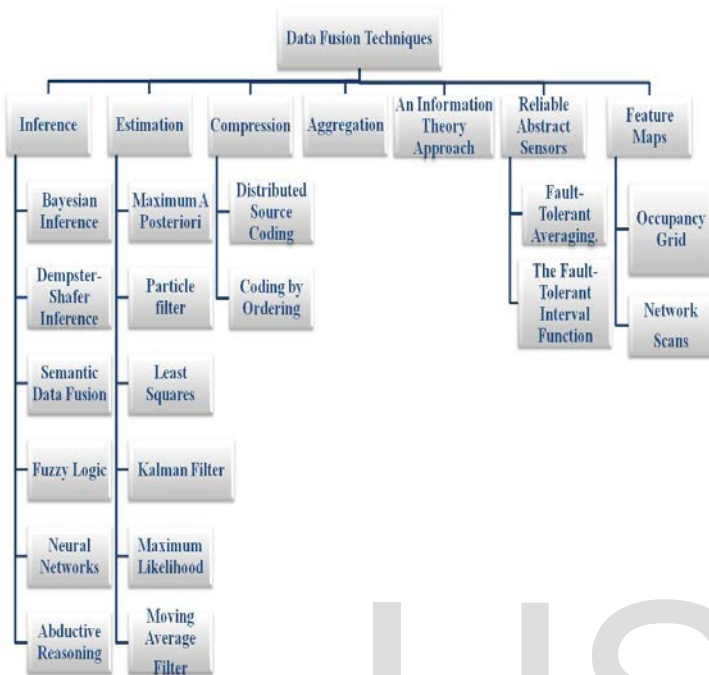 Data Fusion Techniques
Inference
Estimation
Compression
Aggregation
An Information
Theory
Approach
Reliable
Abstract
Sensors
Feature
Maps
Bayesian
Inference
Dempster-
Shafer
Inference
Semantic
Data Fusion
Fuzzy Logic
Neural
Networks
Abductive
Reasoning
Maximum A
Posteriori
Particle
filter
Least
Squares
Kalman Filter
Maximum
Likelihood
Moving
Average
Filter
Distributed
Source
Coding
Coding by
Ordering
Fault-
Tolerant
Averaging.
The Fault-
Tolerant
Interval
Function
Occupancy
Grid
Network
Scans